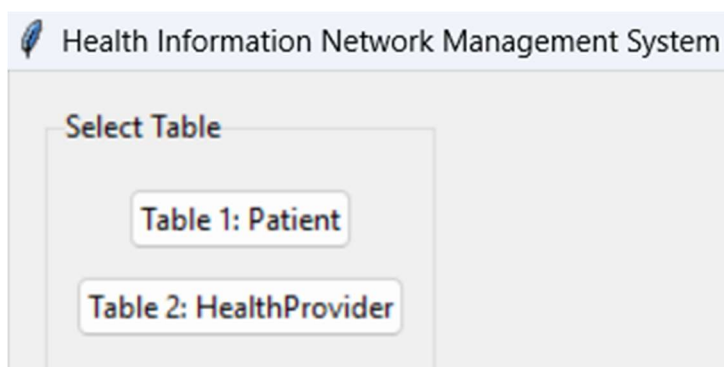 Health Information Network Management System
Select Table
Table 1: Patient
Table 2: HealthProvider